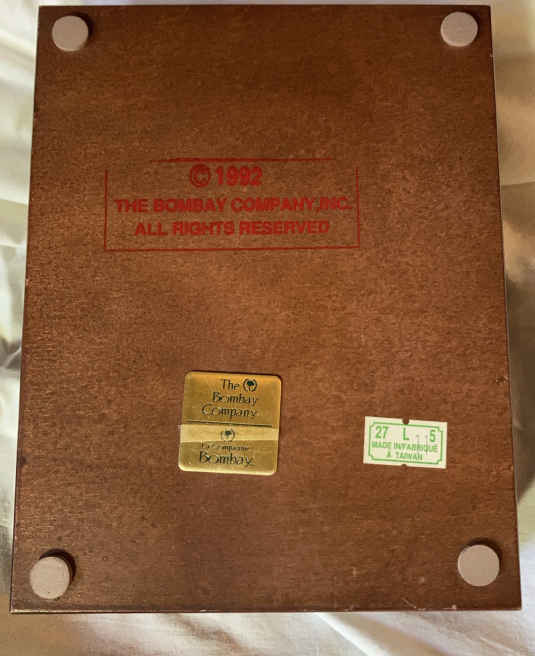 © 1992
THE BOMBAY COMPANY, INC.
ALL RIGHTS RESERVED
The
Bombay
Company
La Compagnie
Bombay
27 L 5
MADE IN/FABRIQUÉ
À TAIWAN